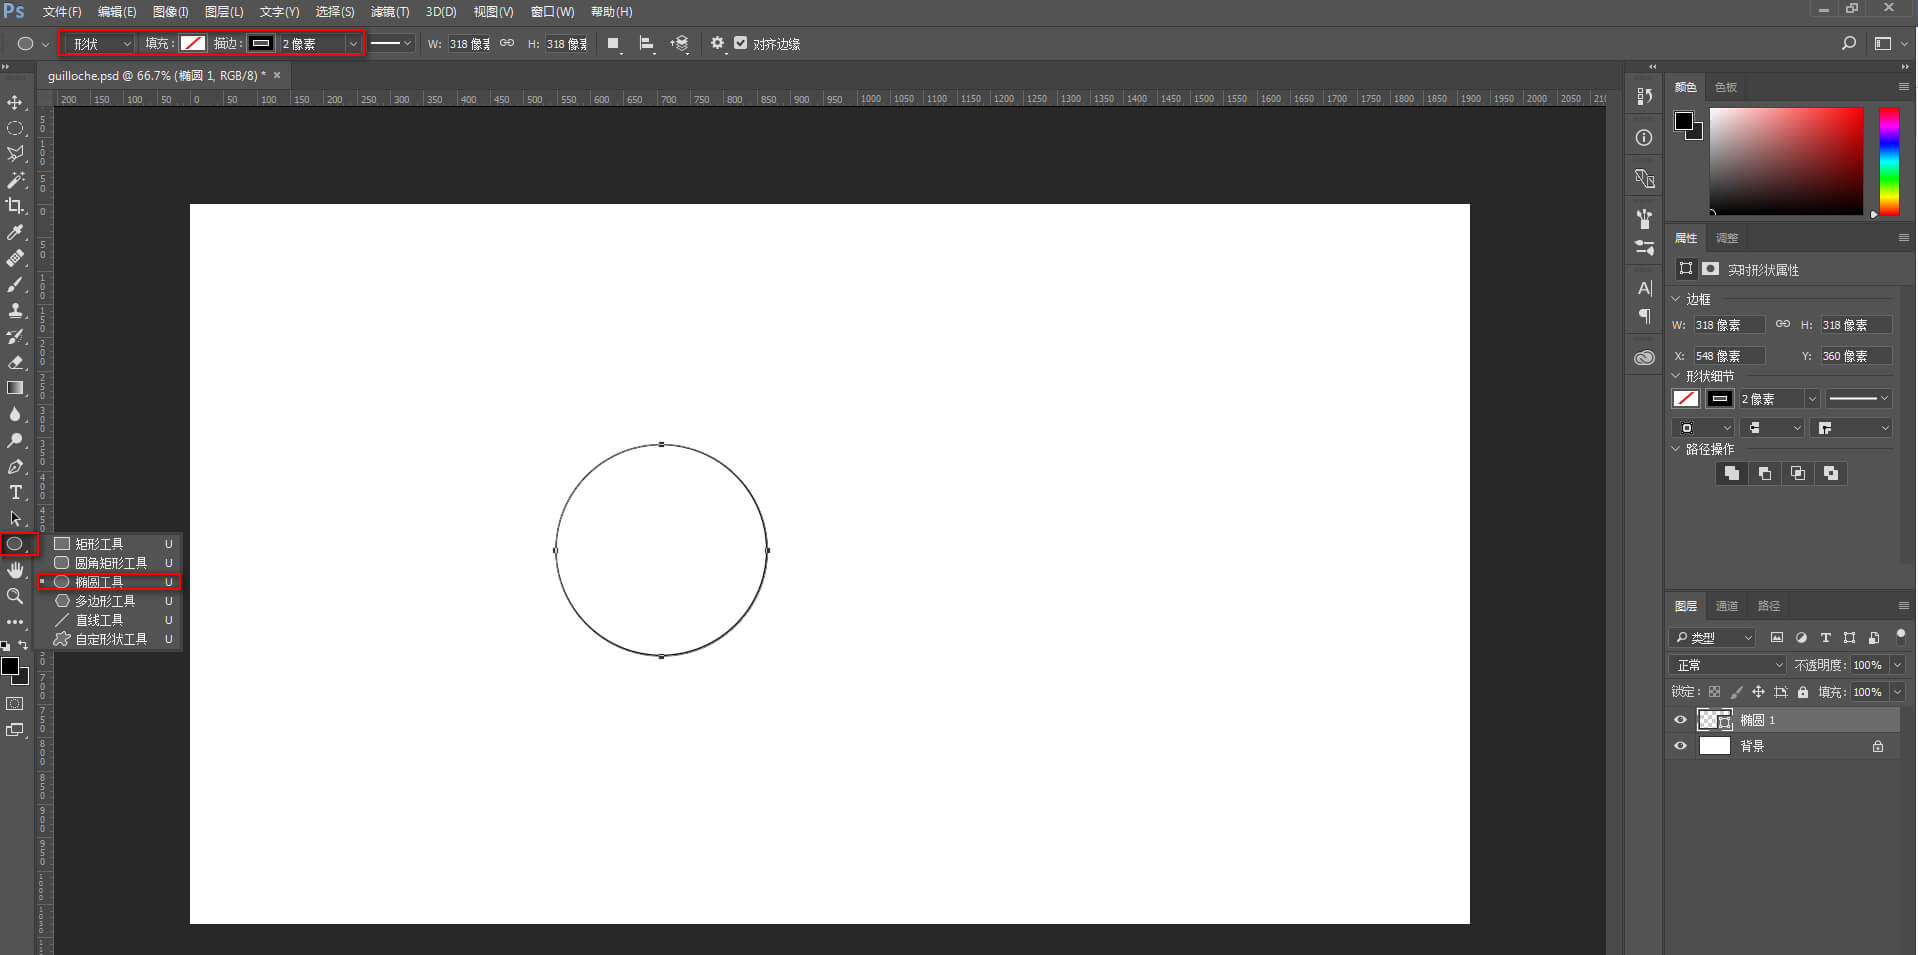 Ps 文件(F) 编辑(E) 图像(I) 图层(L) 文字(Y) 选择(S) 滤镜(T) 3D(D) 视图(V) 窗口(W) 帮助(H)
形状 填充: 描边: 2 像素 W: 318 像素 H: 318 像素 对齐边缘
guilloche.psd @ 66.7% (椭圆 1, RGB/8) * ×
200 150 100 50 0 50 100 150 200 250 300 350 400 450 500 550 600 650 700 750 800 850 900 950 1000 1050 1100 1150 1200 1250 1300 1350 1400 1450 1500 1550 1600 1650 1700 1750 1800 1850 1900 1950 2000 2050 210
矩形工具 U
圆角矩形工具 U
椭圆工具 U
多边形工具 U
直线工具 U
自定形状工具 U
颜色 色板
属性 调整
实时形状属性
边框
W: 318 像素 H: 318 像素
X: 548 像素 Y: 360 像素
形状细节
2 像素
路径操作
图层 通道 路径
类型
正常 不透明度: 100%
锁定: 填充: 100%
椭圆 1
背景